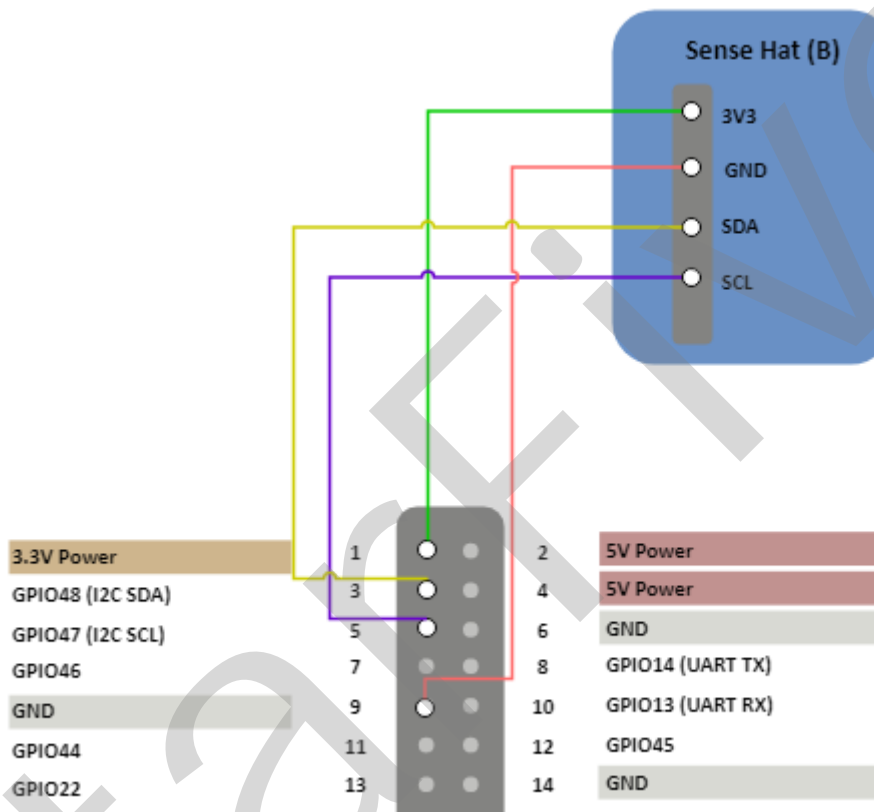 Sense Hat (B)
3V3
GND
SDA
SCL
3.3V Power 1 2 5V Power
GPIO48 (I2C SDA) 3 4 5V Power
GPIO47 (I2C SCL) 5 6 GND
GPIO46 7 8 GPIO14 (UART TX)
GND 9 10 GPIO13 (UART RX)
GPIO44 11 12 GPIO45
GPIO22 13 14 GND